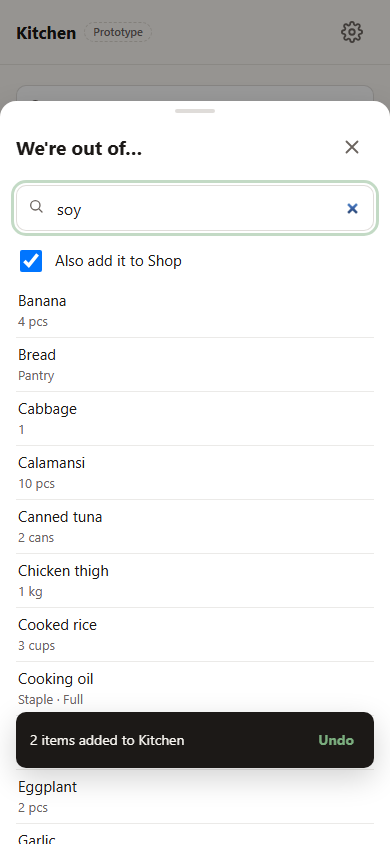 Kitchen
Prototype
We're out of...
soy
Also add it to Shop
Banana
4 pcs
Bread
Pantry
Cabbage
1
Calamansi
10 pcs
Canned tuna
2 cans
Chicken thigh
1 kg
Cooked rice
3 cups
Cooking oil
Staple · Full
2 items added to Kitchen
Undo
Eggplant
2 pcs
Garlic